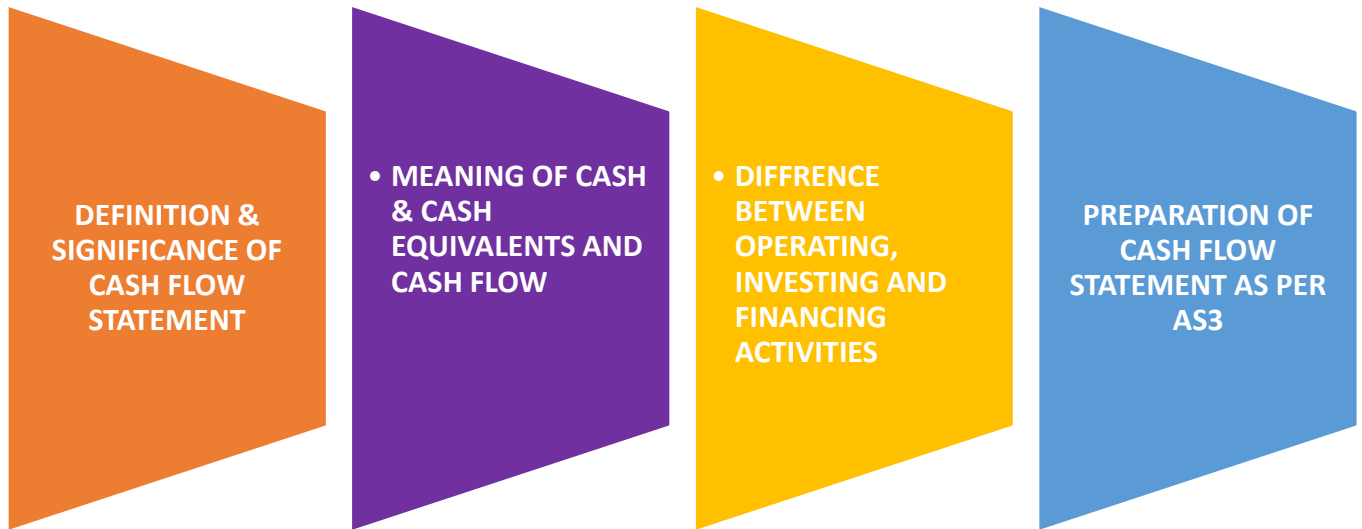 DEFINITION &
SIGNIFICANCE OF
CASH FLOW
STATEMENT
• MEANING OF CASH
& CASH
EQUIVALENTS AND
CASH FLOW
• DIFFRENCE
BETWEEN
OPERATING,
INVESTING AND
FINANCING
ACTIVITIES
PREPARATION OF
CASH FLOW
STATEMENT AS PER
AS3